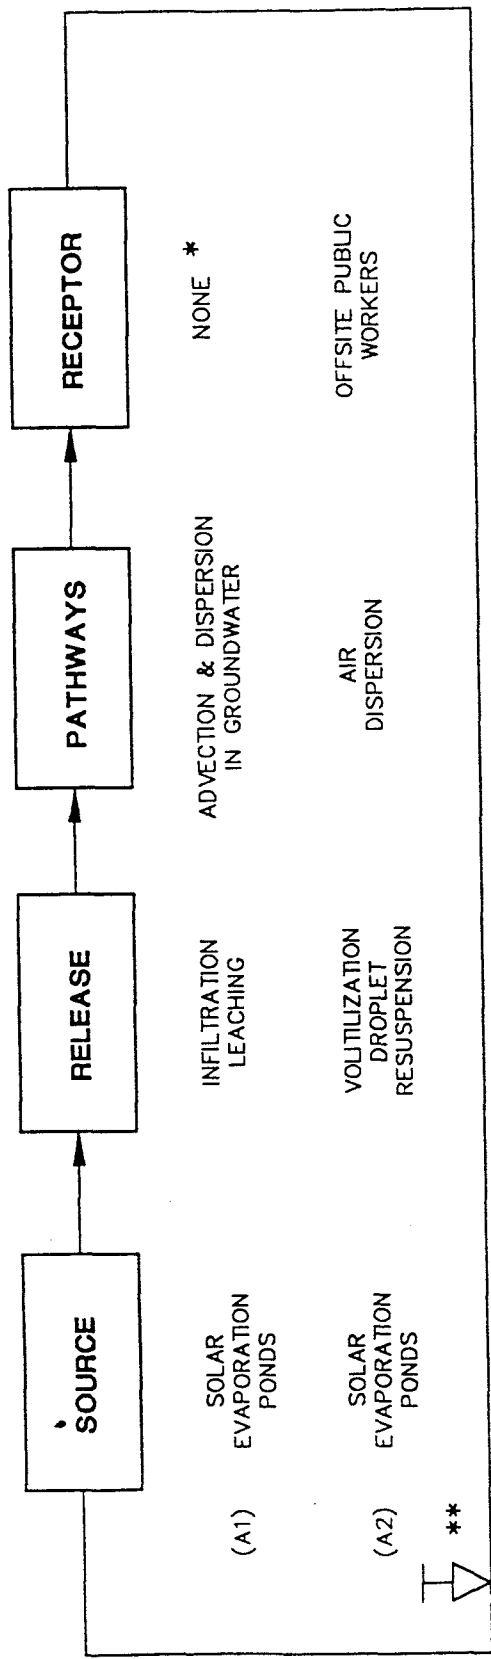 SOURCE
RELEASE
PATHWAYS
RECEPTOR
(A1)
SOLAR
EVAPORATION
PONDS
INFILTRATION
LEACHING
ADVECTION & DISPERSION
IN GROUNDWATER
NONE *
(A2)
SOLAR
EVAPORATION
PONDS
VOLITILIZATION
DROPLET
RESUSPENSION
AIR
DISPERSION
OFFSITE PUBLIC
WORKERS
**